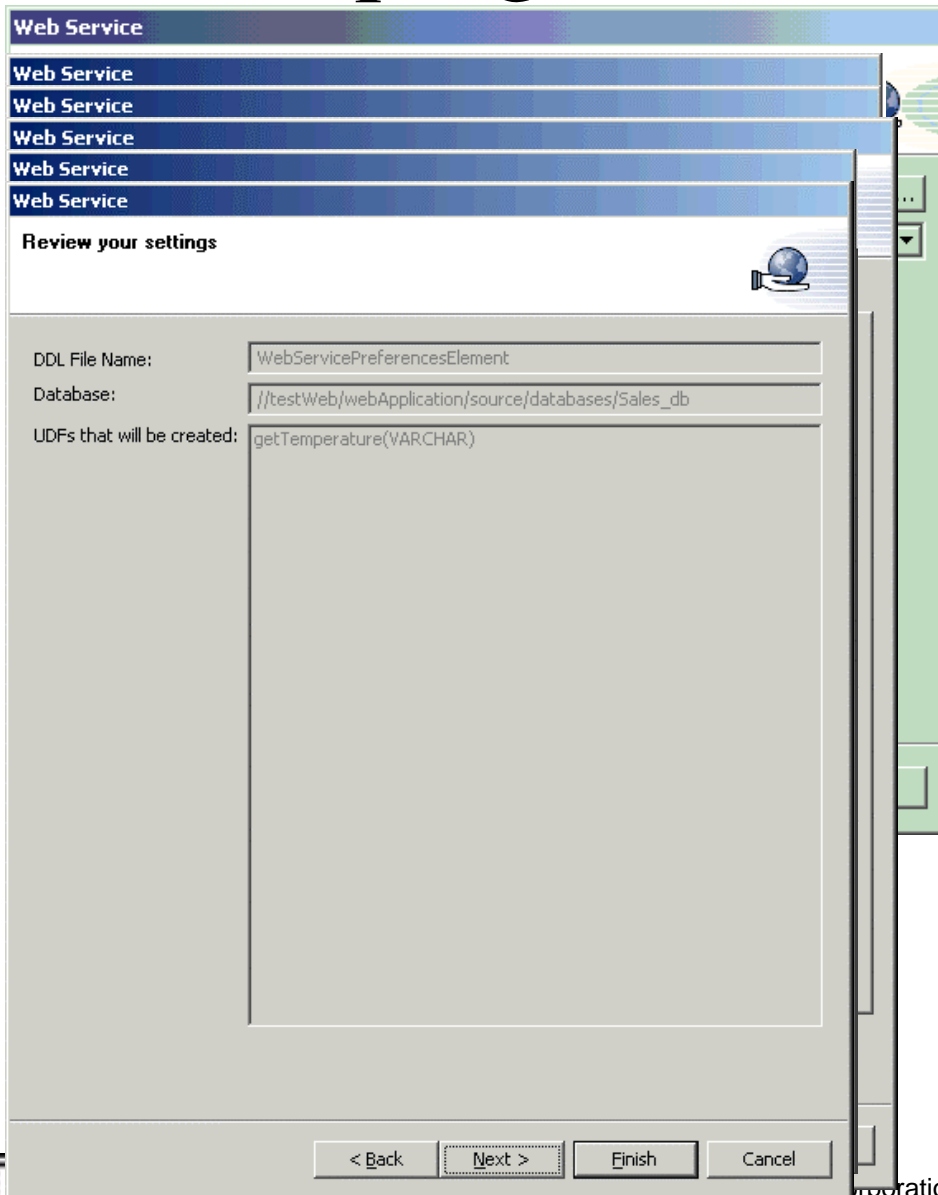 Web Service
Web Service
Web Service
Web Service
Web Service
Web Service
Review your settings
...
DDL File Name: WebServicePreferencesElement
Database: //testWeb/webApplication/source/databases/Sales_db
UDFs that will be created: getTemperature(VARCHAR)
< Back Next > Finish Cancel